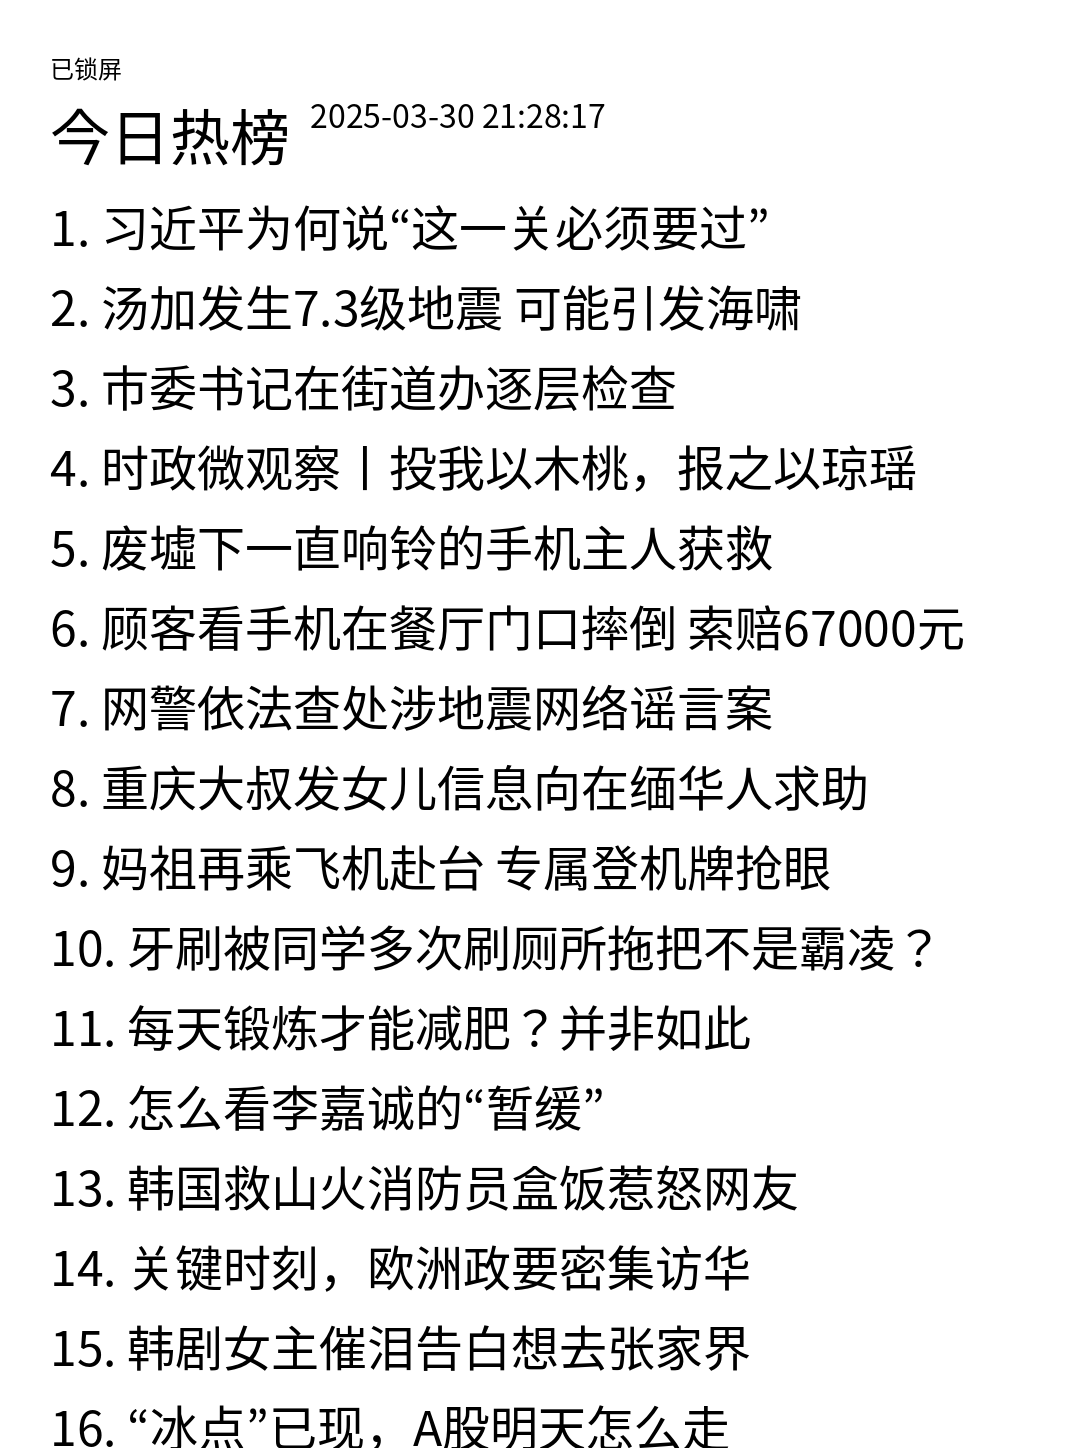 已锁屏
今日热榜 2025-03-30 21:28:17
1. 习近平为何说“这一关必须要过”
2. 汤加发生7.3级地震 可能引发海啸
3. 市委书记在街道办逐层检查
4. 时政微观察丨投我以木桃，报之以琼瑶
5. 废墟下一直响铃的手机主人获救
6. 顾客看手机在餐厅门口摔倒 索赔67000元
7. 网警依法查处涉地震网络谣言案
8. 重庆大叔发女儿信息向在缅华人求助
9. 妈祖再乘飞机赴台 专属登机牌抢眼
10. 牙刷被同学多次刷厕所拖把不是霸凌？
11. 每天锻炼才能减肥？并非如此
12. 怎么看李嘉诚的“暂缓”
13. 韩国救山火消防员盒饭惹怒网友
14. 关键时刻，欧洲政要密集访华
15. 韩剧女主催泪告白想去张家界
16. “冰点”已现，A股明天怎么走